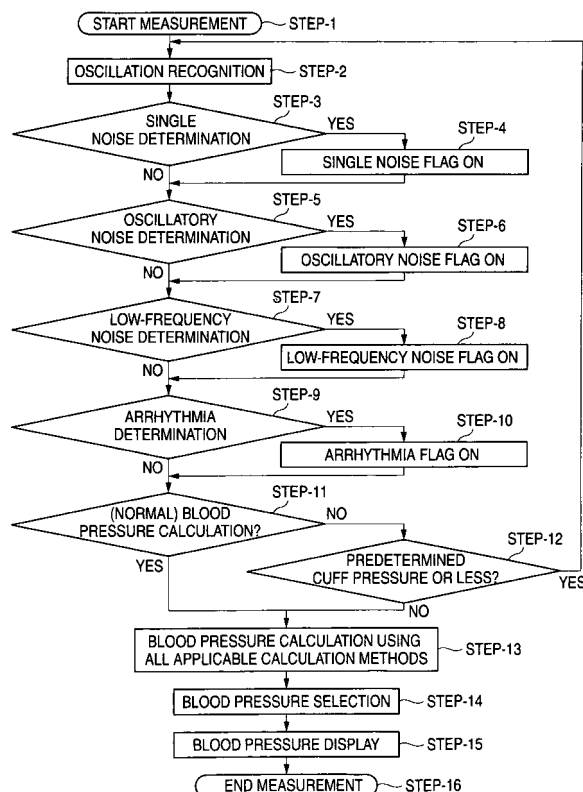 START MEASUREMENT STEP-1
OSCILLATION RECOGNITION STEP-2
STEP-3
SINGLE
NOISE DETERMINATION
YES
STEP-4
SINGLE NOISE FLAG ON
NO
STEP-5
OSCILLATORY
NOISE DETERMINATION
YES
STEP-6
OSCILLATORY NOISE FLAG ON
NO
STEP-7
LOW-FREQUENCY
NOISE DETERMINATION
YES
STEP-8
LOW-FREQUENCY NOISE FLAG ON
NO
STEP-9
ARRHYTHMIA
DETERMINATION
YES
STEP-10
ARRHYTHMIA FLAG ON
NO
STEP-11
(NORMAL) BLOOD
PRESSURE CALCULATION?
NO
STEP-12
YES
PREDETERMINED
CUFF PRESSURE OR LESS?
YES
NO
BLOOD PRESSURE CALCULATION USING
ALL APPLICABLE CALCULATION METHODS
STEP-13
BLOOD PRESSURE SELECTION STEP-14
BLOOD PRESSURE DISPLAY STEP-15
END MEASUREMENT STEP-16